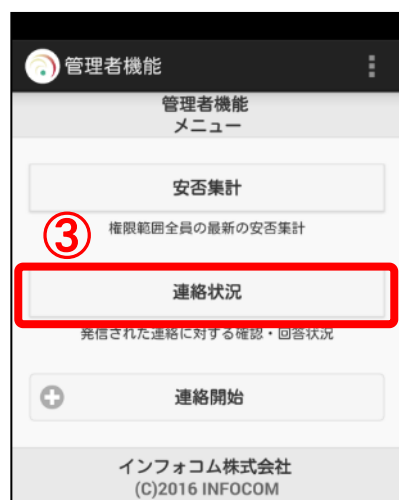 管理者機能
管理者機能
メニュー
安否集計
権限範囲全員の最新の安否集計
③
連絡状況
発信された連絡に対する確認・回答状況
連絡開始
インフォコム株式会社
(C)2016 INFOCOM